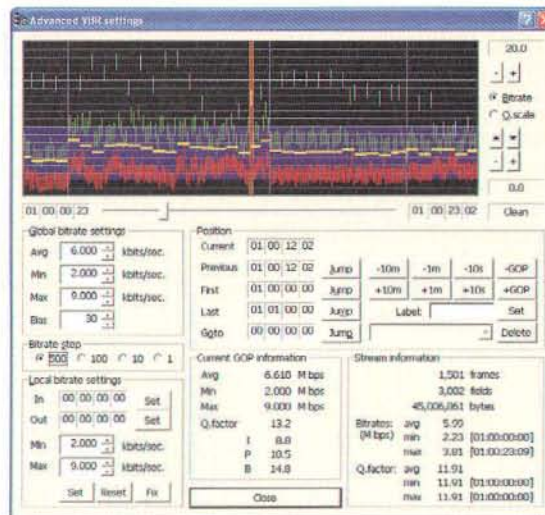 Advanced VBR settings
20.0
- +
Bitrate
Q.scale
- +
0.0
01 00 00 23
01 00 23 02
Clean
Global bitrate settings
Avg 6.000 kbits/sec.
Min 2.000 kbits/sec.
Max 9.000 kbits/sec.
Bias 30
Bitrate step
500 100 10 1
Local bitrate settings
In 00 00 00 00 Set
Out 00 00 00 00 Set
Min 2.000 kbits/sec.
Max 9.000 kbits/sec.
Set Reset Fix
Position
Current 01 00 12 02
Previous 01 00 12 02 Jump -10m -1m -10s -GOP
First 01 00 00 00 Jump +10m +1m +10s +GOP
Last 01 01 00 00 Jump Label: Set
Goto 00 00 00 00 Jump Delete
Current GOP information
Avg 6.610 Mbps
Min 2.000 Mbps
Max 9.000 Mbps
Q.factor 13.2
I 8.8
P 10.5
B 14.8
Close
Stream information
1,501 frames
3,002 fields
45,006,861 bytes
Bitrates: avg 5.99
(Mbps) min 2.23 [01:00:00:00]
max 3.81 [01:00:23:09]
Q.factor: avg 11.91
min 11.91 [01:00:00:00]
max 11.91 [01:00:00:00]